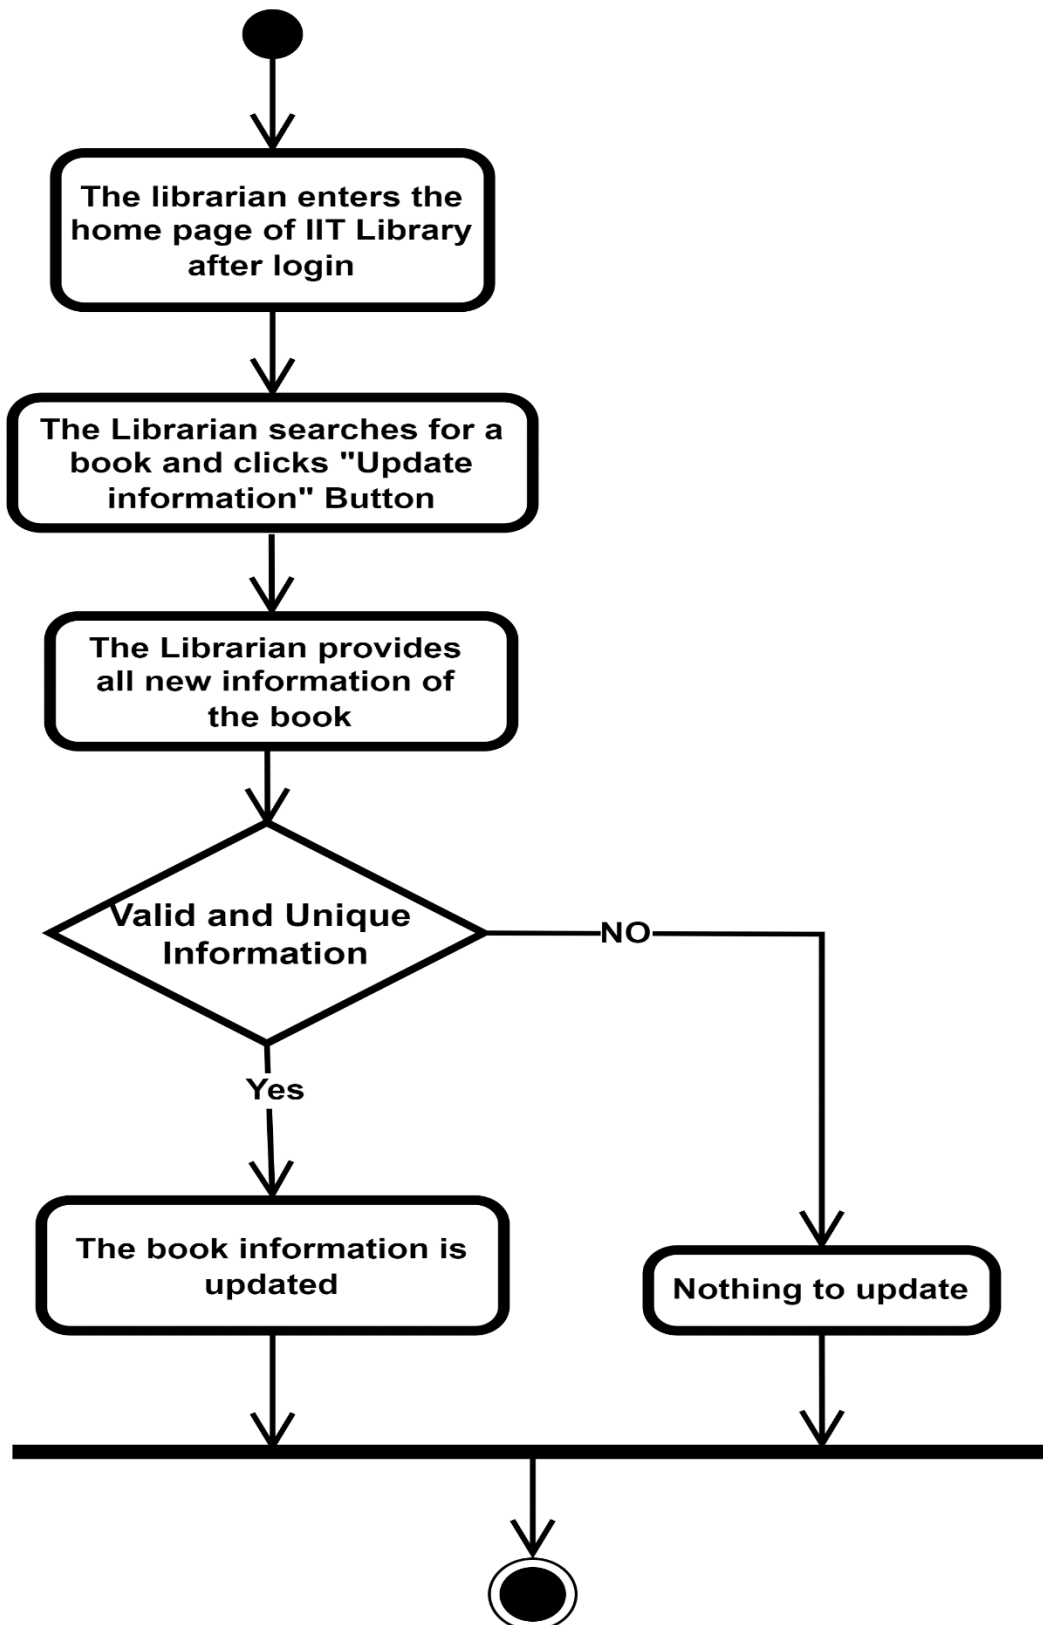 The librarian enters the
home page of IIT Library
after login
The Librarian searches for a
book and clicks "Update
information" Button
The Librarian provides
all new information of
the book
Valid and Unique
Information
NO
Yes
The book information is
updated
Nothing to update